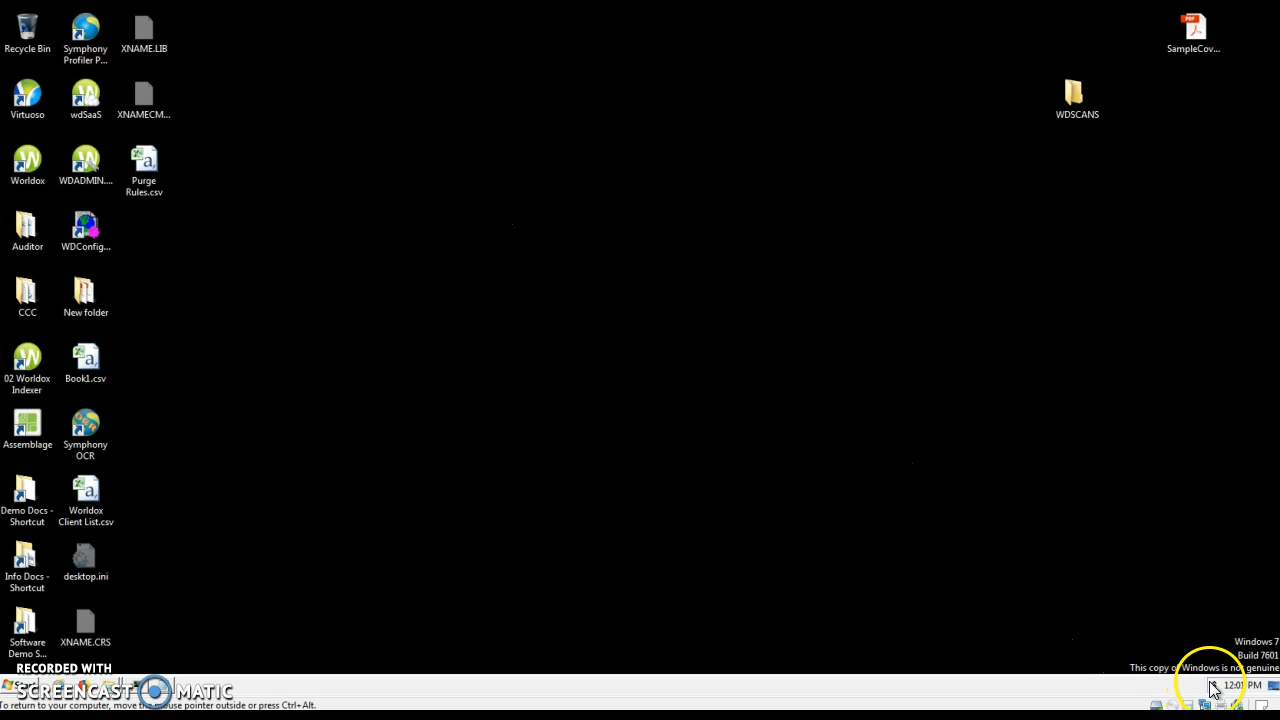 Recycle Bin
Symphony
Profiler P...
XNAME.LIB
SampleCov...
Virtuoso
wdSaaS
XNAMECM...
WDSCANS
Worldox
WDADMIN....
Purge
Rules.csv
Auditor
WDConfig...
CCC
New folder
02 Worldox
Indexer
Book1.csv
Assemblage
Symphony
OCR
Demo Docs -
Shortcut
Worldox
Client List.csv
Info Docs -
Shortcut
desktop.ini
Software
Demo S...
XNAME.CRS
Windows 7
Build 7601
This copy of Windows is not genuine
RECORDED WITH
SCREENCAST MATIC
12:01 PM
To return to your computer, move the mouse pointer outside or press Ctrl+Alt.